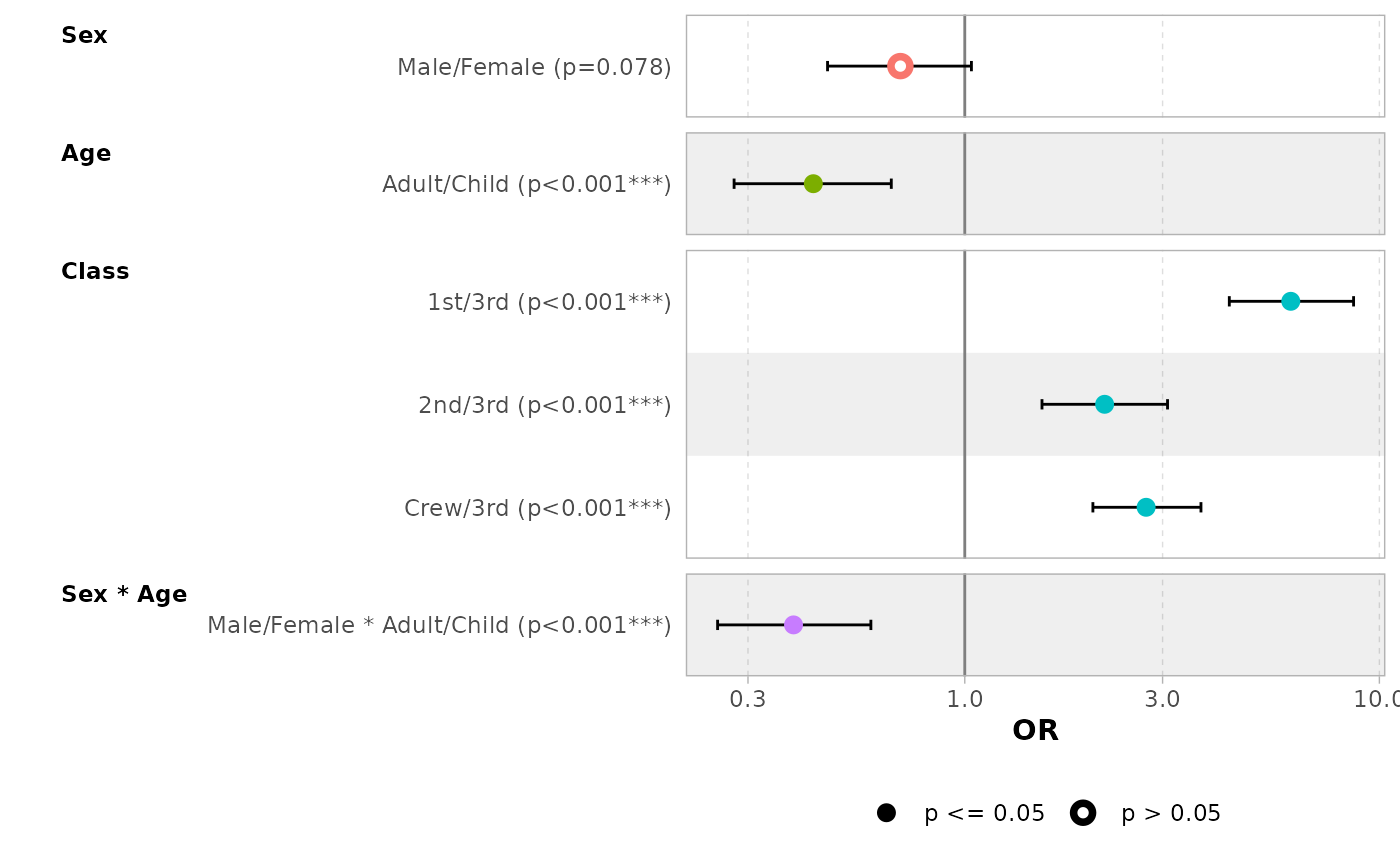 Sex
Male/Female (p=0.078)
Age
Adult/Child (p<0.001***)
Class
1st/3rd (p<0.001***)
2nd/3rd (p<0.001***)
Crew/3rd (p<0.001***)
Sex * Age
Male/Female * Adult/Child (p<0.001***)
0.3 1.0 3.0 10.0
OR
p <= 0.05 p > 0.05